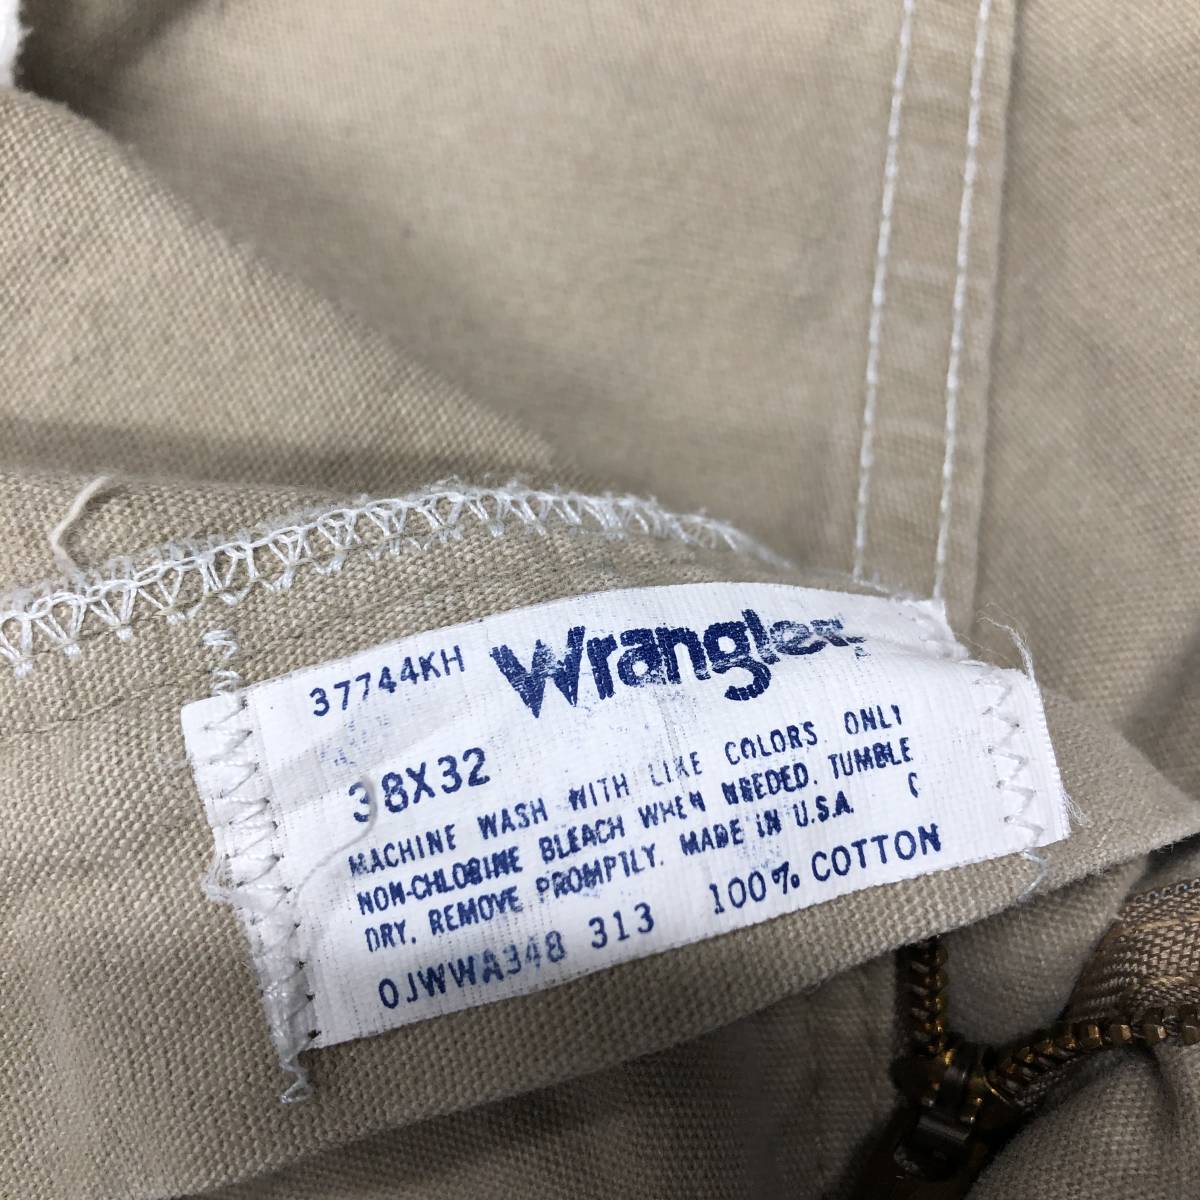 37744KH Wrangler.
38X32
MACHINE WASH WITH LIKE COLORS ONLY
NON-CHLORINE BLEACH WHEN NEEDED. TUMBLE
DRY. REMOVE PROMPTLY. MADE IN U.S.A. C
0JWWA348 313 100% COTTON